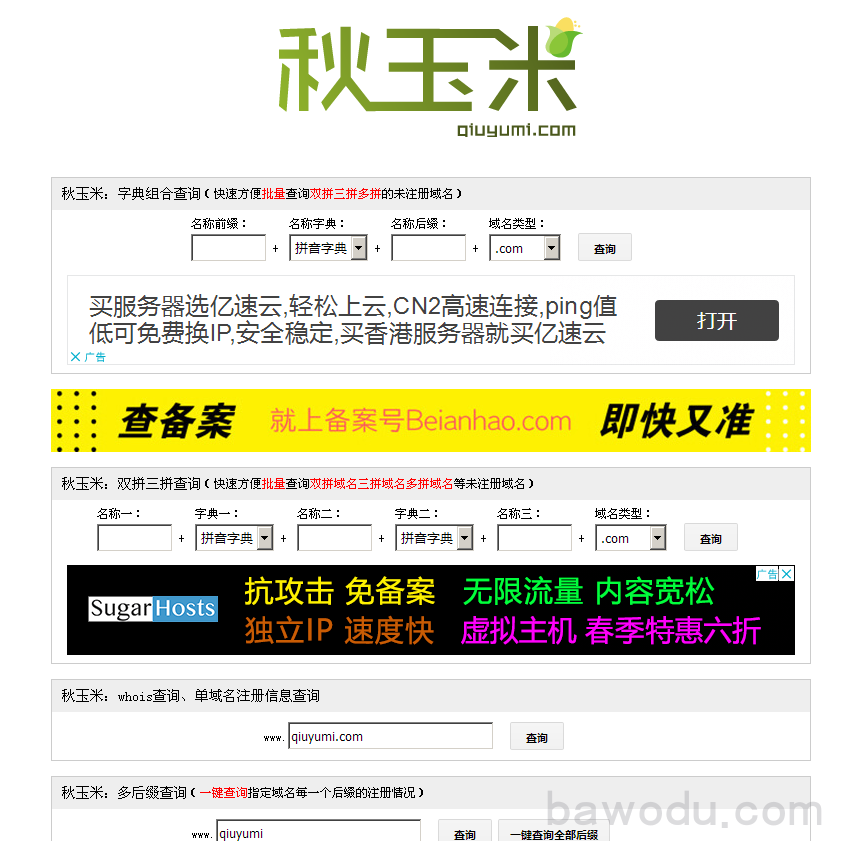 秋玉米
qiuyumi.com
秋玉米：字典组合查询 ( 快速方便批量查询双拼三拼多拼的未注册域名 )
名称前缀： 名称字典： 名称后缀： 域名类型：
+ 拼音字典 + + .com 查询
买服务器选亿速云,轻松上云,CN2高速连接,ping值
低可免费换IP,安全稳定,买香港服务器就买亿速云
打开
广告
查备案 就上备案号Beianhao.com 即快又准
秋玉米：双拼三拼查询 ( 快速方便批量查询双拼域名三拼域名多拼域名等未注册域名 )
名称一： 字典一： 名称二： 字典二： 名称三： 域名类型：
+ 拼音字典 + + 拼音字典 + + .com 查询
广告
SugarHosts 抗攻击 免备案 无限流量 内容宽松
独立IP 速度快 虚拟主机 春季特惠六折
秋玉米：whois查询、单域名注册信息查询
www. qiuyumi.com 查询
秋玉米：多后缀查询 ( 一键查询指定域名每一个后缀的注册情况 )
www. qiuyumi 查询 一键查询全部后缀
bawodu.com